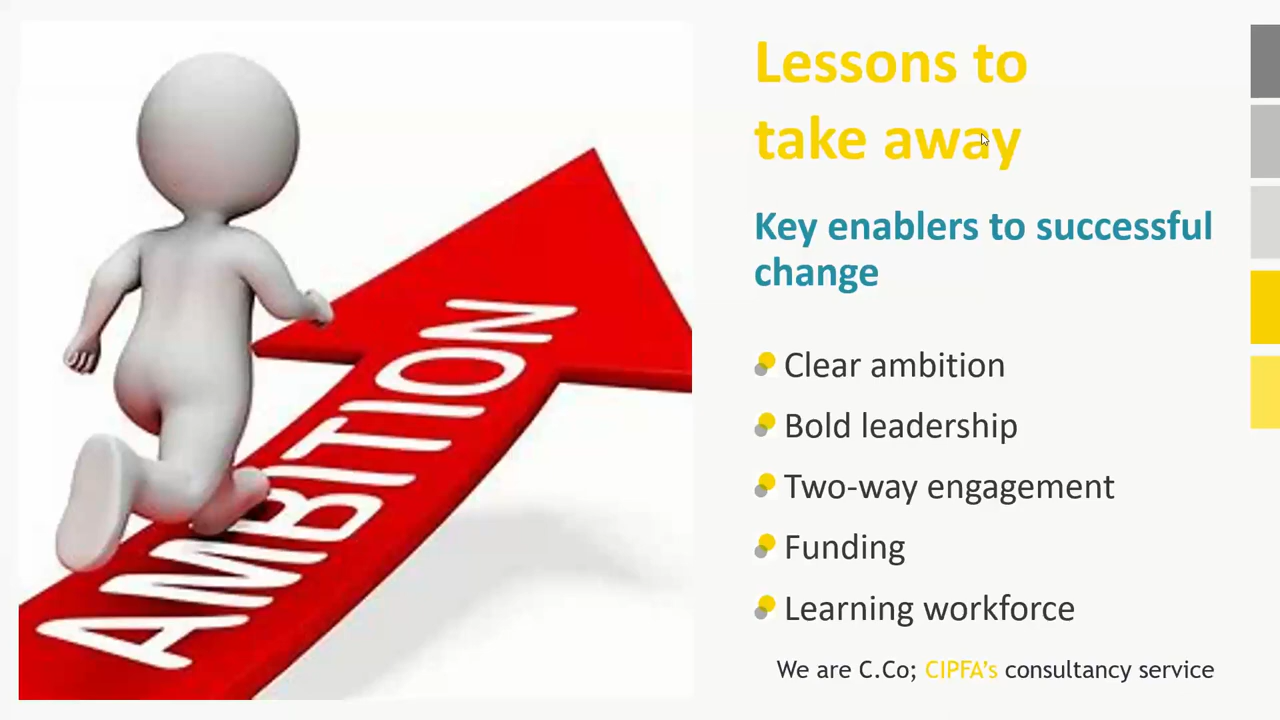 Lessons to
take away
Key enablers to successful
change
Clear ambition
Bold leadership
Two-way engagement
Funding
Learning workforce
We are C.Co; CIPFA's consultancy service
AMBITION